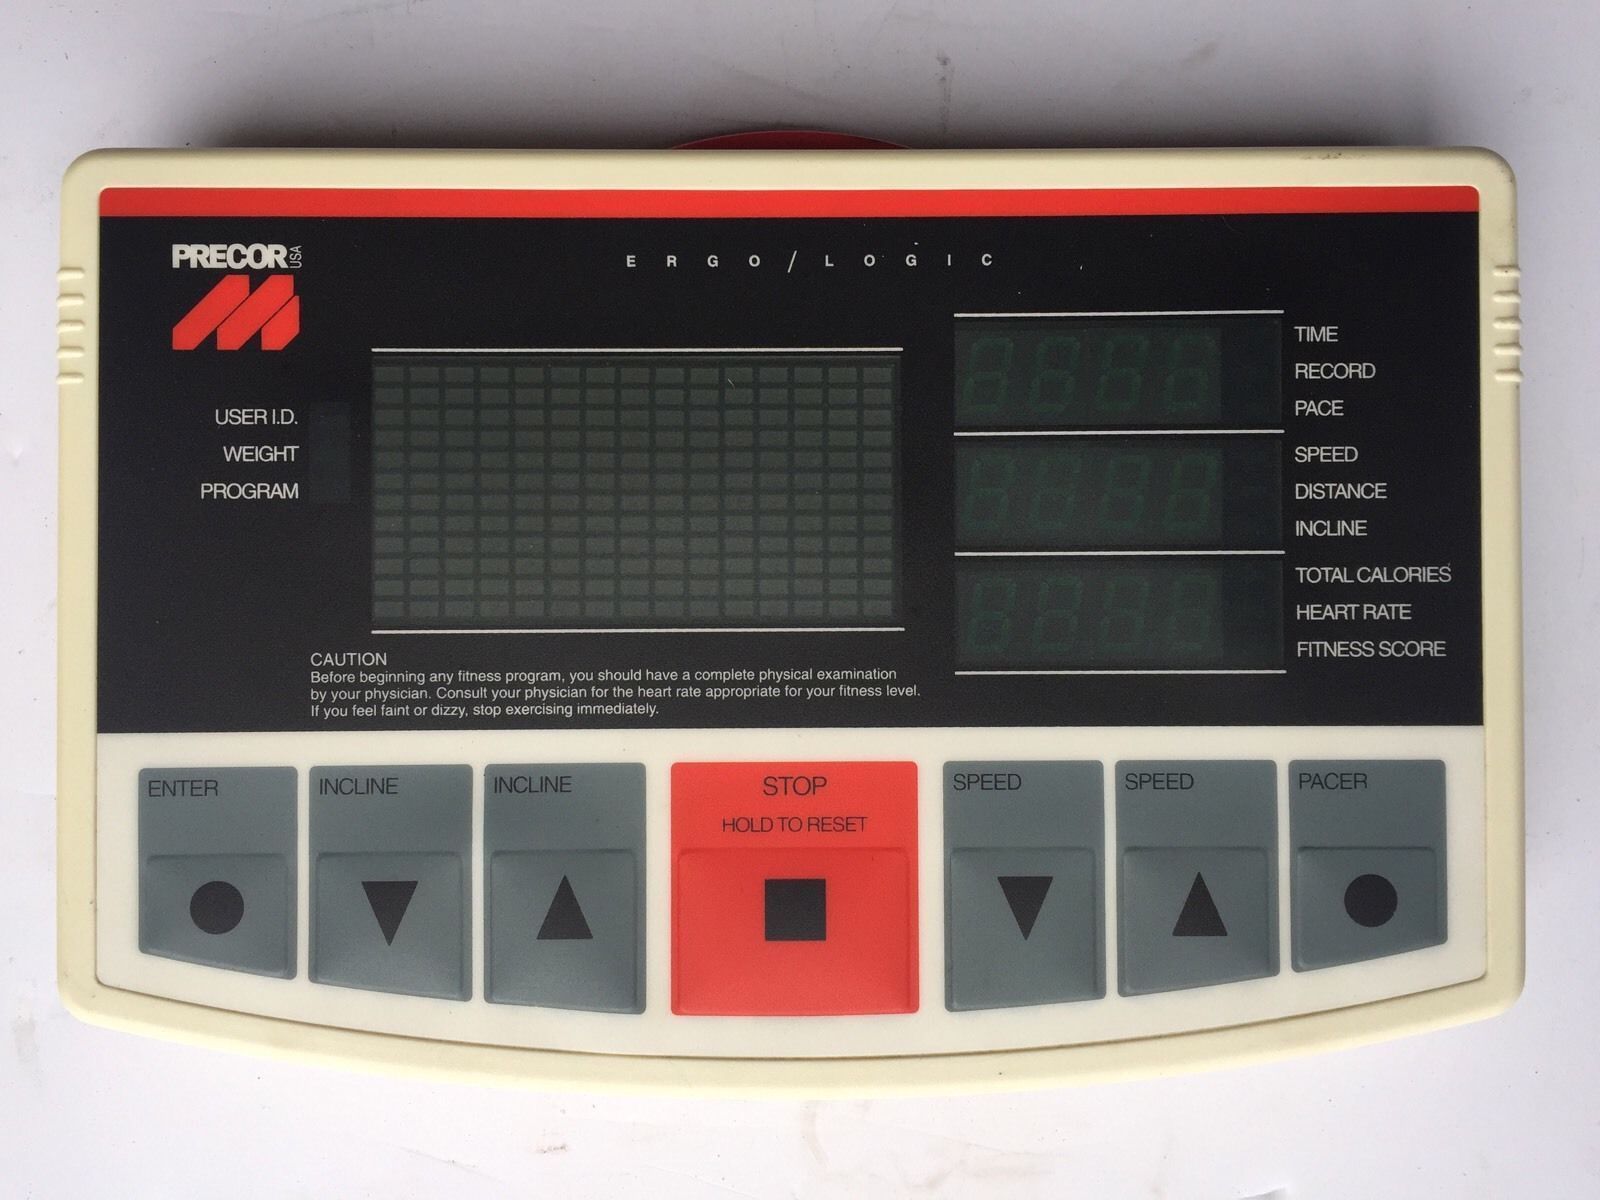 PRECOR USA
ERGO/LOGIC
USER I.D.
WEIGHT
PROGRAM
TIME
RECORD
PACE
SPEED
DISTANCE
INCLINE
TOTAL CALORIES
HEART RATE
FITNESS SCORE
CAUTION
Before beginning any fitness program, you should have a complete physical examination
by your physician. Consult your physician for the heart rate appropriate for your fitness level.
If you feel faint or dizzy, stop exercising immediately.
ENTER
INCLINE
INCLINE
STOP
HOLD TO RESET
SPEED
SPEED
PACER